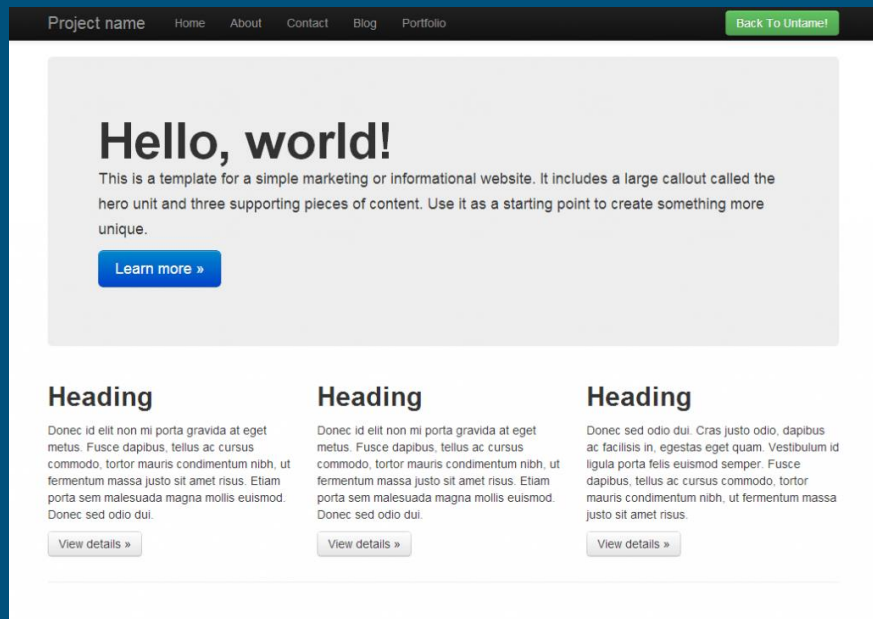 Project name Home About Contact Blog Portfolio Back To Untame!
Hello, world!
This is a template for a simple marketing or informational website. It includes a large callout called the
hero unit and three supporting pieces of content. Use it as a starting point to create something more
unique.
Learn more »
Heading
Donec id elit non mi porta gravida at eget
metus. Fusce dapibus, tellus ac cursus
commodo, tortor mauris condimentum nibh, ut
fermentum massa justo sit amet risus. Etiam
porta sem malesuada magna mollis euismod.
Donec sed odio dui.
View details »
Heading
Donec id elit non mi porta gravida at eget
metus. Fusce dapibus, tellus ac cursus
commodo, tortor mauris condimentum nibh, ut
fermentum massa justo sit amet risus. Etiam
porta sem malesuada magna mollis euismod.
Donec sed odio dui.
View details »
Heading
Donec sed odio dui. Cras justo odio, dapibus
ac facilisis in, egestas eget quam. Vestibulum id
ligula porta felis euismod semper. Fusce
dapibus, tellus ac cursus commodo, tortor
mauris condimentum nibh, ut fermentum massa
justo sit amet risus.
View details »